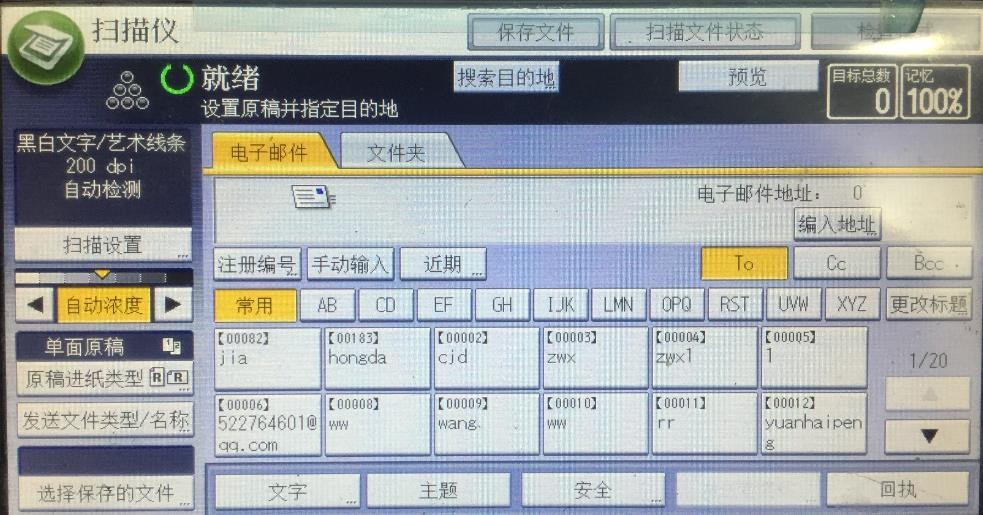 扫描仪
保存文件
扫描文件状态
就绪
搜索目的地
预览
目标总数
0
记忆
100%
设置原稿并指定目的地
黑白文字/艺术线条
200 dpi
自动检测
扫描设置
自动浓度
单面原稿
原稿进纸类型
发送文件类型/名称
选择保存的文件
电子邮件
文件夹
电子邮件地址: 0
编入地址
注册编号
手动输入
近期
To
Cc
Bcc
常用
AB
CD
EF
GH
IJK
LMN
OPQ
RST
UVW
XYZ
更改标题
【00082】
jia
【00183】
hongda
【00002】
cjd
【00003】
zwx
【00004】
zwx1
【00005】
1
1/20
【00006】
522764601@
qq.com
【00008】
ww
【00009】
wang
【00010】
ww
【00011】
rr
【00012】
yuanhaipen
g
文字
主题
安全
回执